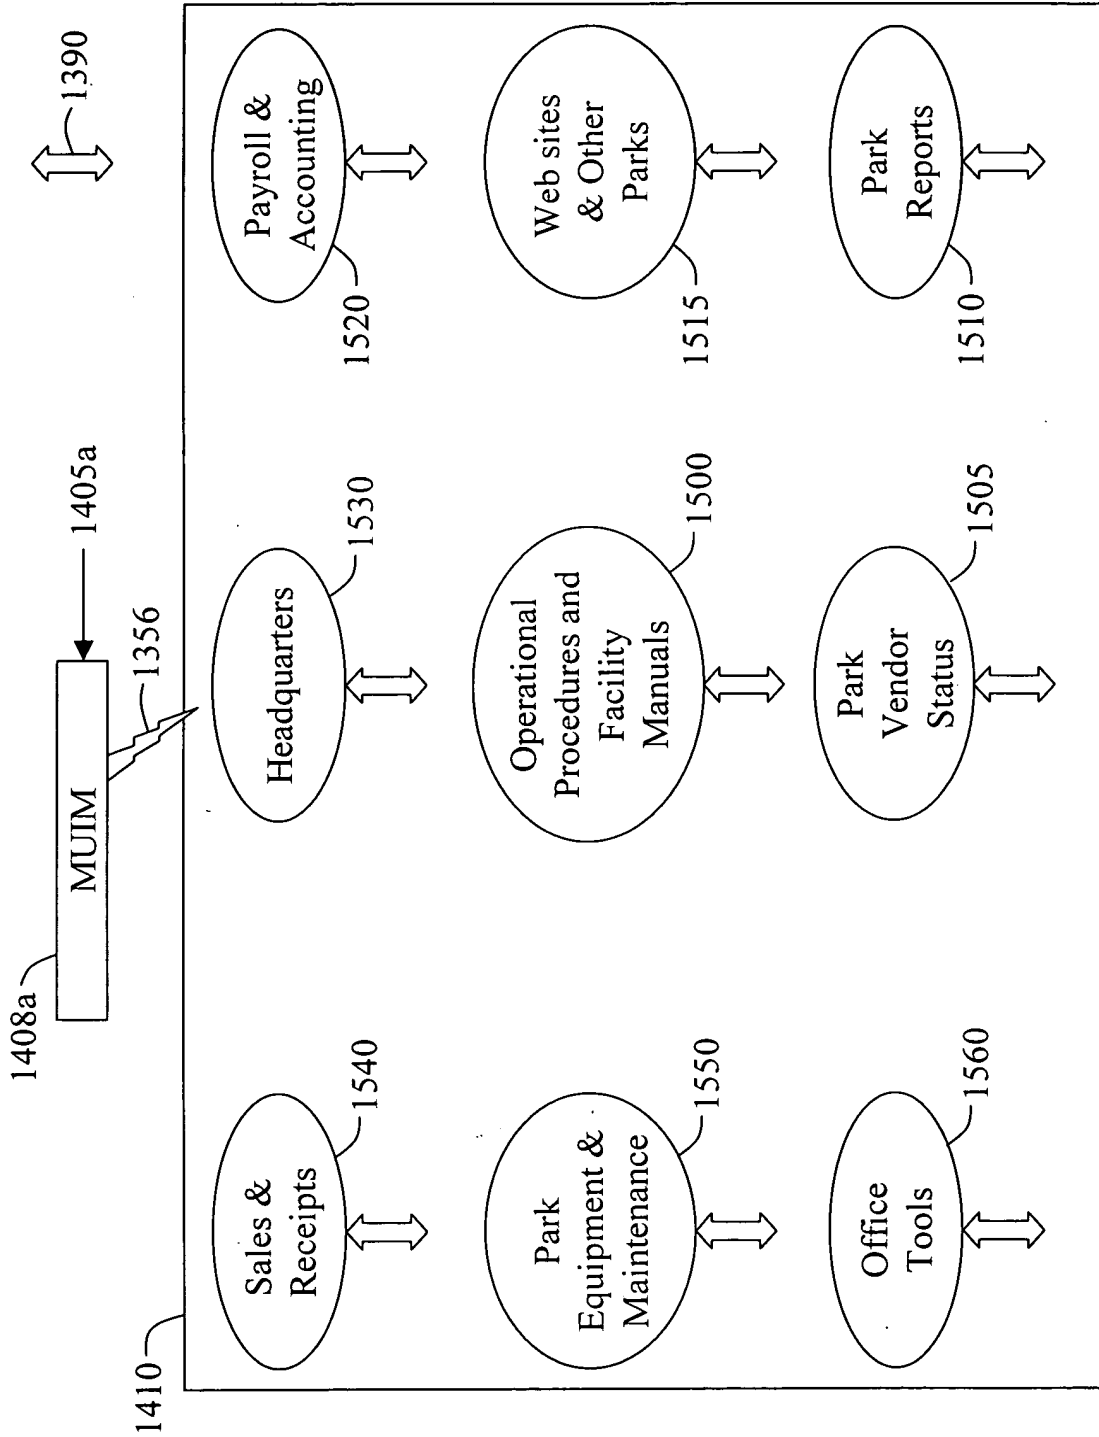 1408a
MUIM
1405a
1356
1390
1410
Sales &
Receipts
1540
Headquarters
1530
Payroll &
Accounting
1520
Park
Equipment &
Maintenance
1550
Operational
Procedures and
Facility
Manuals
1500
Web sites
& Other
Parks
1515
Office
Tools
1560
Park
Vendor
Status
1505
Park
Reports
1510